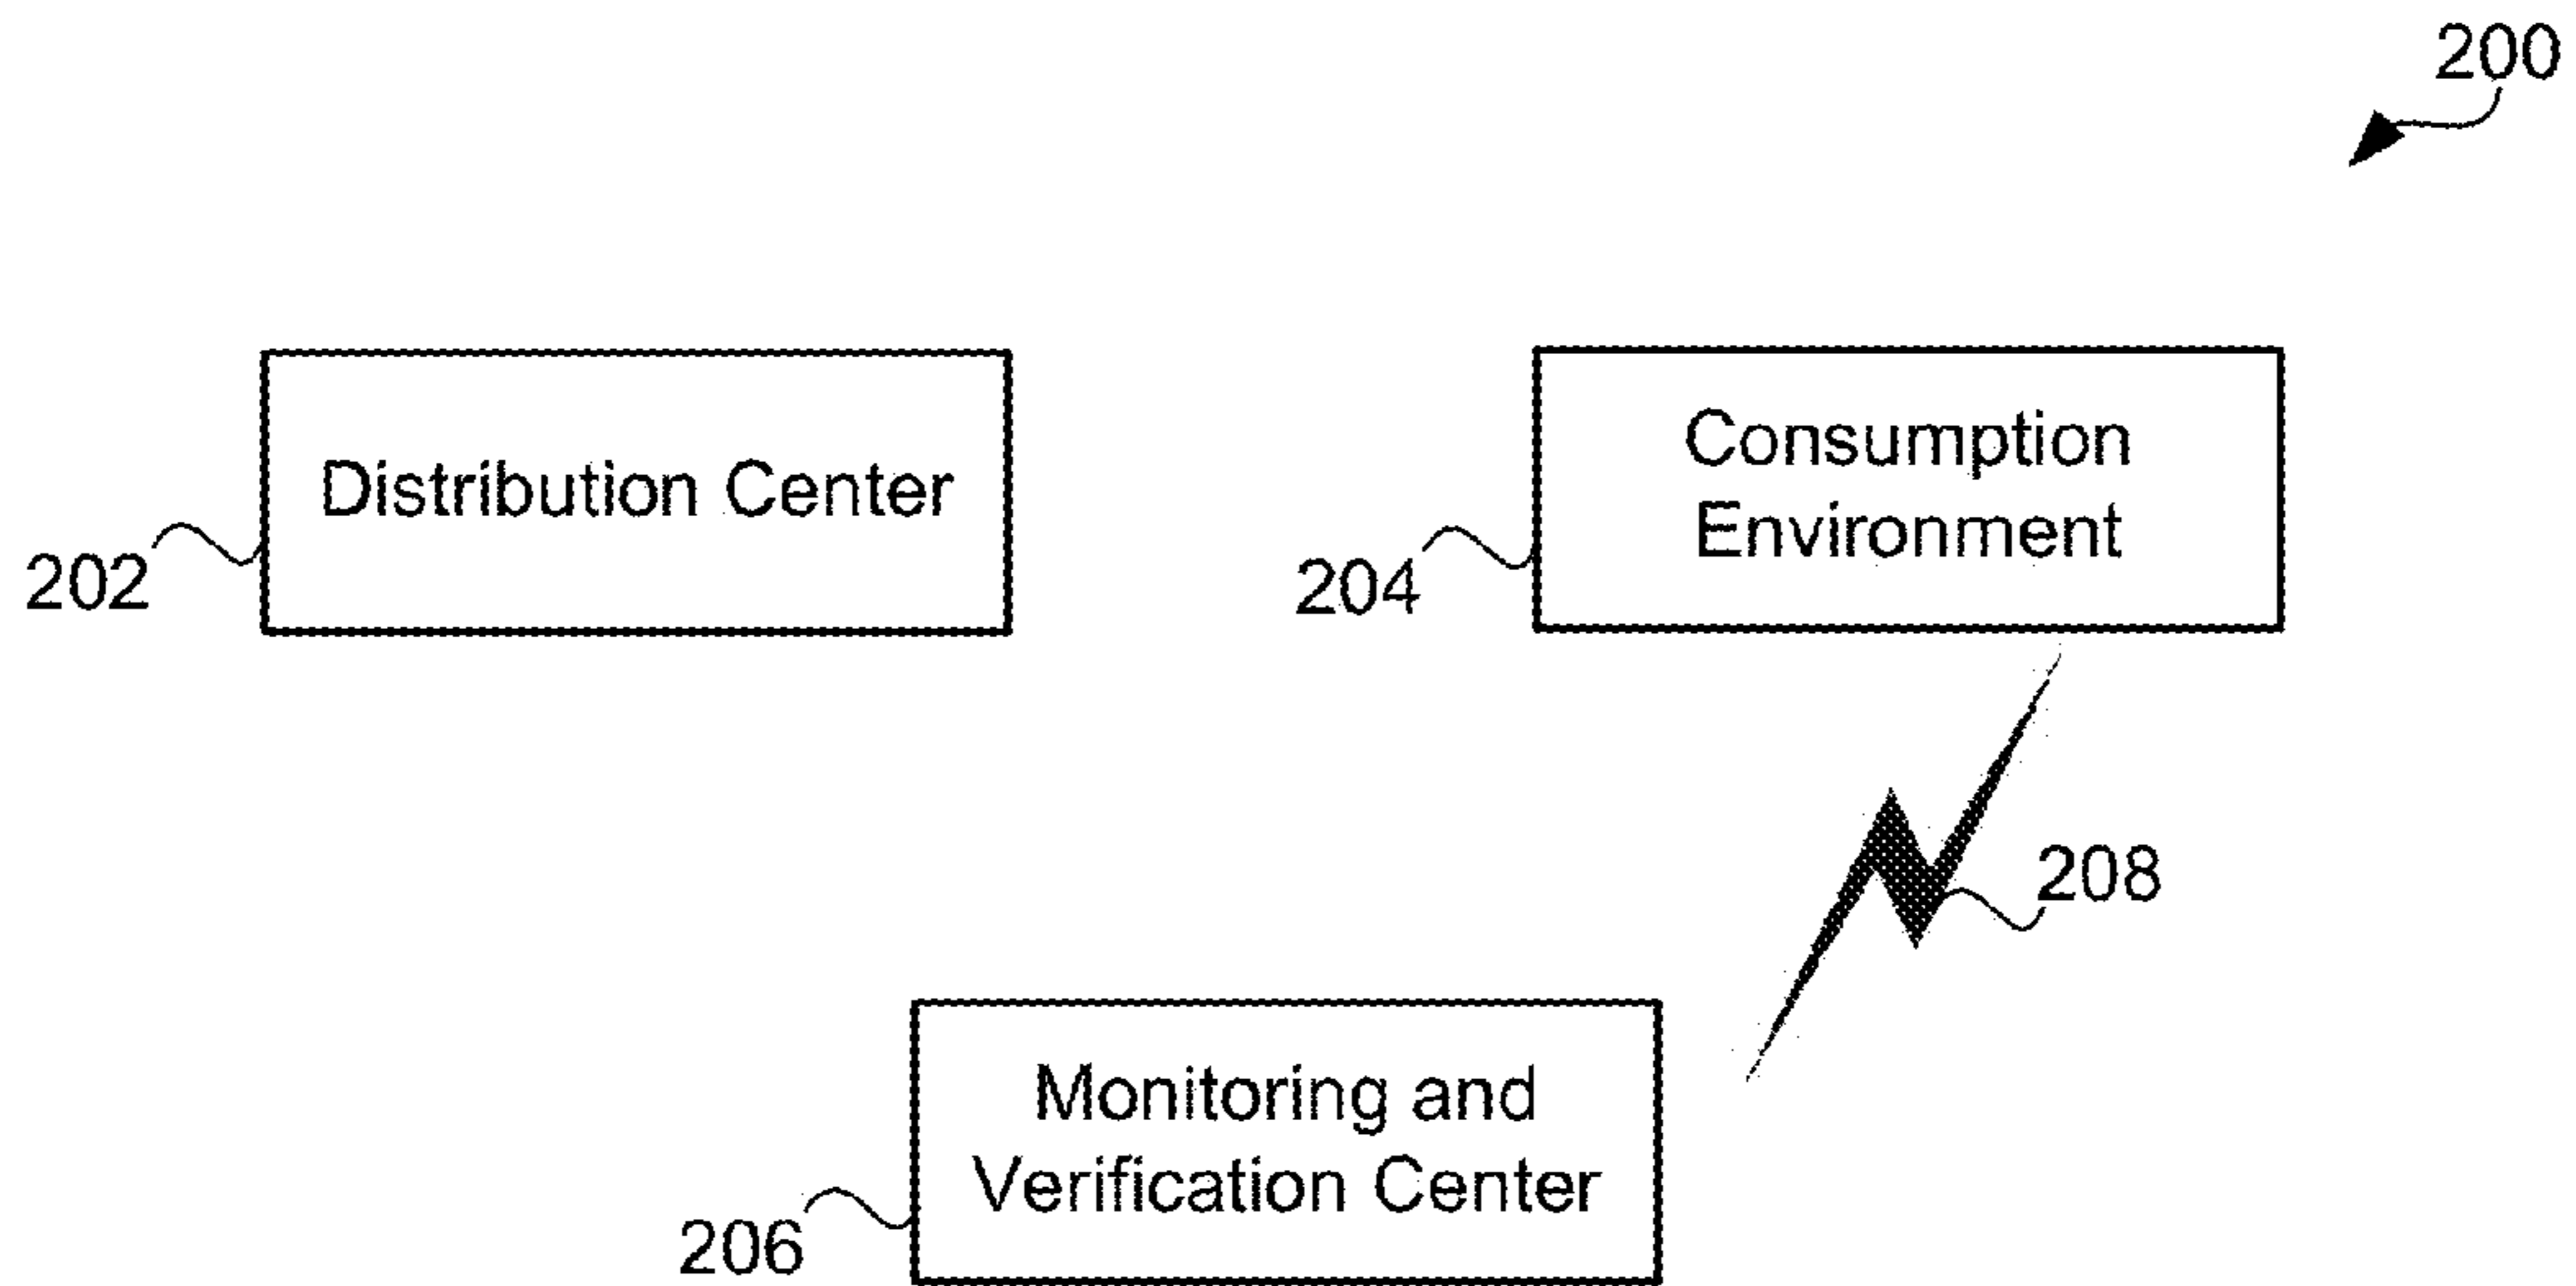 200
Distribution Center
202
Consumption
Environment
204
208
Monitoring and
Verification Center
206